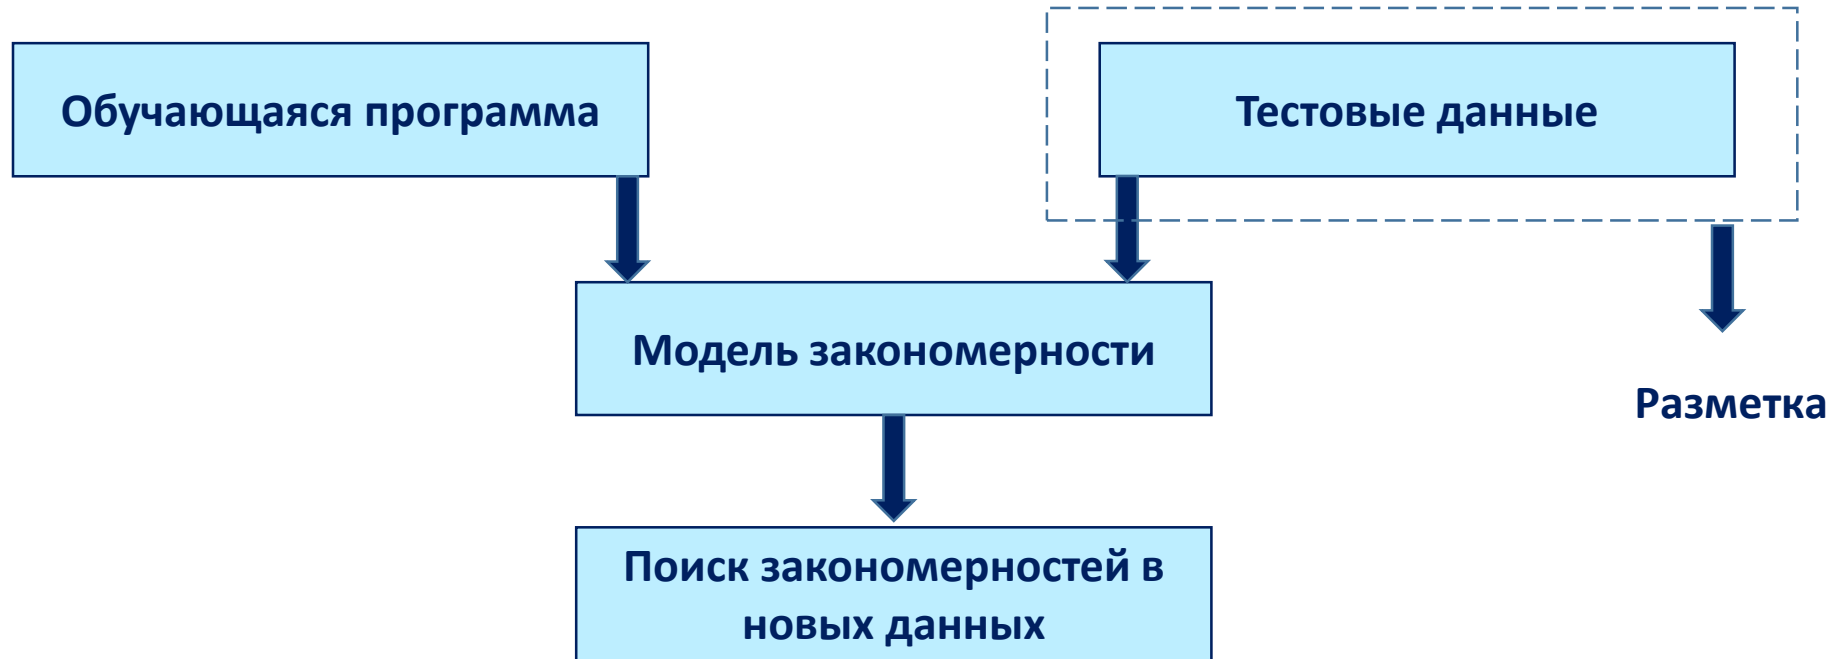 Обучающаяся программа
Тестовые данные
Модель закономерности
Разметка
Поиск закономерностей в
новых данных